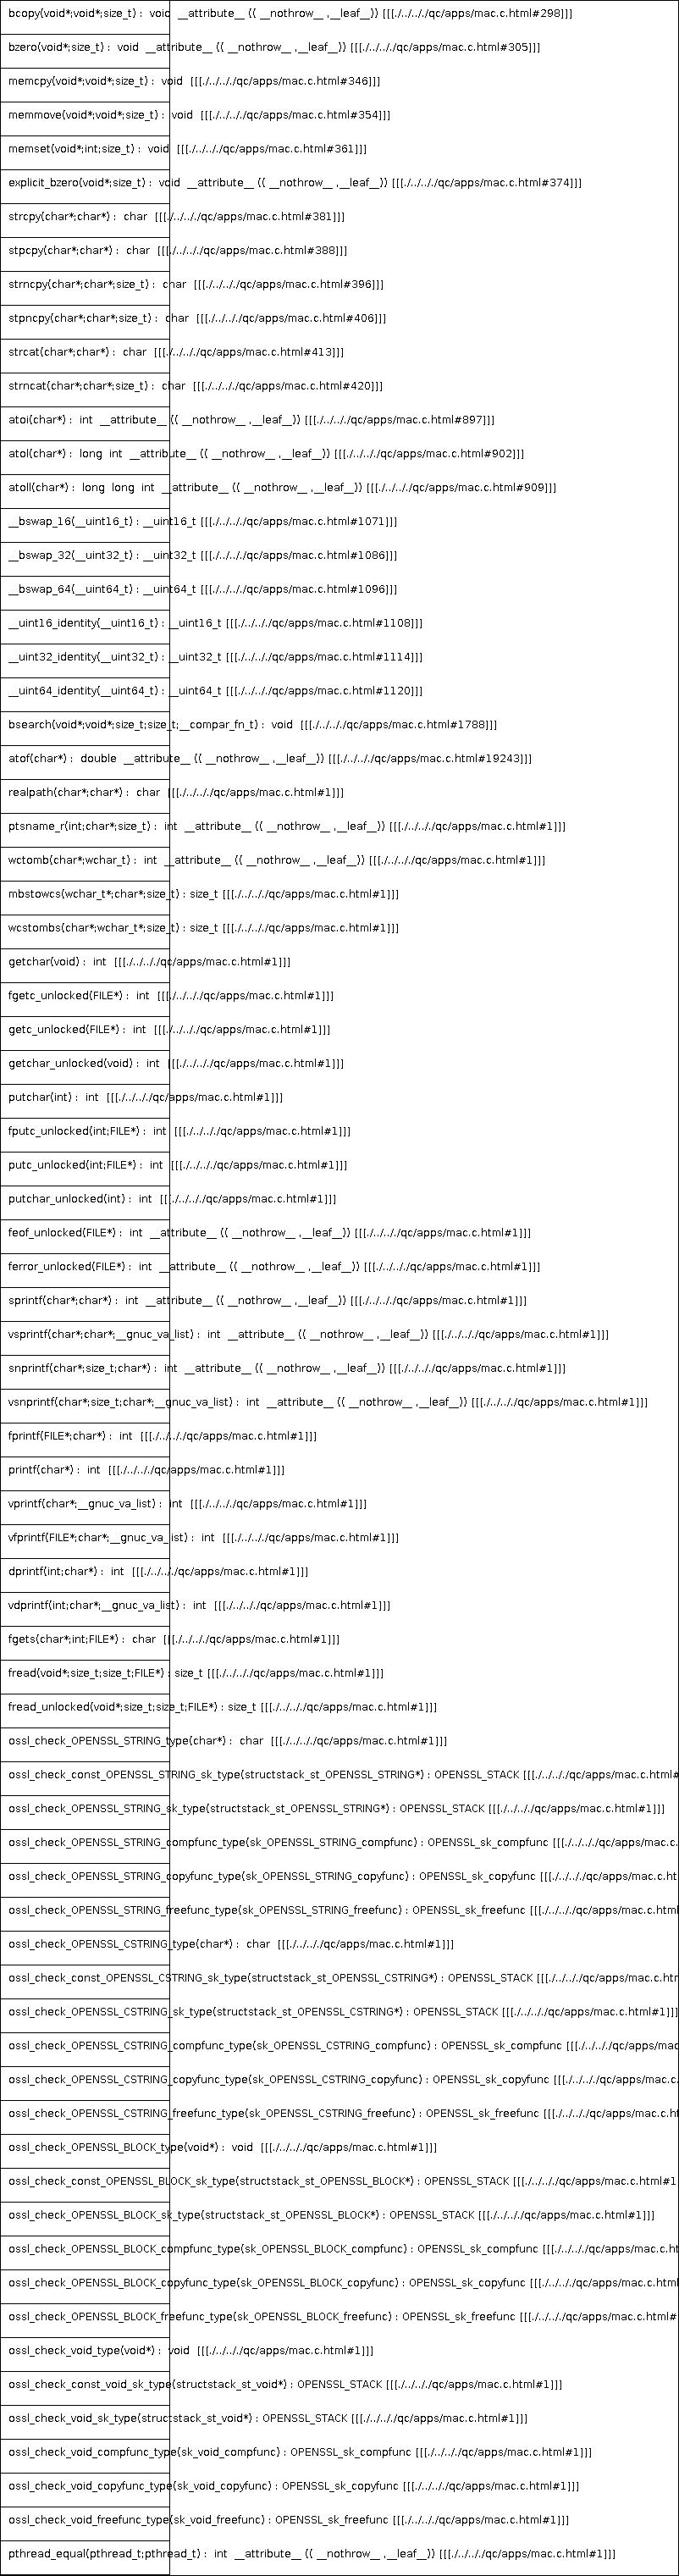 bcopy(void*;void*;size_t) : void __attribute__ (( __nothrow__ ,__leaf__)) [[[./../.././qc/apps/mac.c.html#298]]]
bzero(void*;size_t) : void __attribute__ (( __nothrow__ ,__leaf__)) [[[./../.././qc/apps/mac.c.html#305]]]
memcpy(void*;void*;size_t) : void [[[./../.././qc/apps/mac.c.html#346]]]
memmove(void*;void*;size_t) : void [[[./../.././qc/apps/mac.c.html#354]]]
memset(void*;int;size_t) : void [[[./../.././qc/apps/mac.c.html#361]]]
explicit_bzero(void*;size_t) : void __attribute__ (( __nothrow__ ,__leaf__)) [[[./../.././qc/apps/mac.c.html#374]]]
strcpy(char*;char*) : char [[[./../.././qc/apps/mac.c.html#381]]]
stpcpy(char*;char*) : char [[[./../.././qc/apps/mac.c.html#388]]]
strncpy(char*;char*;size_t) : char [[[./../.././qc/apps/mac.c.html#396]]]
stpncpy(char*;char*;size_t) : char [[[./../.././qc/apps/mac.c.html#406]]]
strcat(char*;char*) : char [[[./../.././qc/apps/mac.c.html#413]]]
strncat(char*;char*;size_t) : char [[[./../.././qc/apps/mac.c.html#420]]]
atoi(char*) : int __attribute__ (( __nothrow__ ,__leaf__)) [[[./../.././qc/apps/mac.c.html#897]]]
atol(char*) : long int __attribute__ (( __nothrow__ ,__leaf__)) [[[./../.././qc/apps/mac.c.html#902]]]
atoll(char*) : long long int __attribute__ (( __nothrow__ ,__leaf__)) [[[./../.././qc/apps/mac.c.html#909]]]
__bswap_16(__uint16_t) : __uint16_t [[[./../.././qc/apps/mac.c.html#1071]]]
__bswap_32(__uint32_t) : __uint32_t [[[./../.././qc/apps/mac.c.html#1086]]]
__bswap_64(__uint64_t) : __uint64_t [[[./../.././qc/apps/mac.c.html#1096]]]
__uint16_identity(__uint16_t) : __uint16_t [[[./../.././qc/apps/mac.c.html#1108]]]
__uint32_identity(__uint32_t) : __uint32_t [[[./../.././qc/apps/mac.c.html#1114]]]
__uint64_identity(__uint64_t) : __uint64_t [[[./../.././qc/apps/mac.c.html#1120]]]
bsearch(void*;void*;size_t;size_t;__compar_fn_t) : void [[[./../.././qc/apps/mac.c.html#1788]]]
atof(char*) : double __attribute__ (( __nothrow__ ,__leaf__)) [[[./../.././qc/apps/mac.c.html#19243]]]
realpath(char*;char*) : char [[[./../.././qc/apps/mac.c.html#1]]]
ptsname_r(int;char*;size_t) : int __attribute__ (( __nothrow__ ,__leaf__)) [[[./../.././qc/apps/mac.c.html#1]]]
wctomb(char*;wchar_t) : int __attribute__ (( __nothrow__ ,__leaf__)) [[[./../.././qc/apps/mac.c.html#1]]]
mbstowcs(wchar_t*;char*;size_t) : size_t [[[./../.././qc/apps/mac.c.html#1]]]
wcstombs(char*;wchar_t*;size_t) : size_t [[[./../.././qc/apps/mac.c.html#1]]]
getchar(void) : int [[[./../.././qc/apps/mac.c.html#1]]]
fgetc_unlocked(FILE*) : int [[[./../.././qc/apps/mac.c.html#1]]]
getc_unlocked(FILE*) : int [[[./../.././qc/apps/mac.c.html#1]]]
getchar_unlocked(void) : int [[[./../.././qc/apps/mac.c.html#1]]]
putchar(int) : int [[[./../.././qc/apps/mac.c.html#1]]]
fputc_unlocked(int;FILE*) : int [[[./../.././qc/apps/mac.c.html#1]]]
putc_unlocked(int;FILE*) : int [[[./../.././qc/apps/mac.c.html#1]]]
putchar_unlocked(int) : int [[[./../.././qc/apps/mac.c.html#1]]]
feof_unlocked(FILE*) : int __attribute__ (( __nothrow__ ,__leaf__)) [[[./../.././qc/apps/mac.c.html#1]]]
ferror_unlocked(FILE*) : int __attribute__ (( __nothrow__ ,__leaf__)) [[[./../.././qc/apps/mac.c.html#1]]]
sprintf(char*;char*) : int __attribute__ (( __nothrow__ ,__leaf__)) [[[./../.././qc/apps/mac.c.html#1]]]
vsprintf(char*;char*;__gnuc_va_list) : int __attribute__ (( __nothrow__ ,__leaf__)) [[[./../.././qc/apps/mac.c.html#1]]]
snprintf(char*;size_t;char*) : int __attribute__ (( __nothrow__ ,__leaf__)) [[[./../.././qc/apps/mac.c.html#1]]]
vsnprintf(char*;size_t;char*;__gnuc_va_list) : int __attribute__ (( __nothrow__ ,__leaf__)) [[[./../.././qc/apps/mac.c.html#1]]]
fprintf(FILE*;char*) : int [[[./../.././qc/apps/mac.c.html#1]]]
printf(char*) : int [[[./../.././qc/apps/mac.c.html#1]]]
vprintf(char*;__gnuc_va_list) : int [[[./../.././qc/apps/mac.c.html#1]]]
vfprintf(FILE*;char*;__gnuc_va_list) : int [[[./../.././qc/apps/mac.c.html#1]]]
dprintf(int;char*) : int [[[./../.././qc/apps/mac.c.html#1]]]
vdprintf(int;char*;__gnuc_va_list) : int [[[./../.././qc/apps/mac.c.html#1]]]
fgets(char*;int;FILE*) : char [[[./../.././qc/apps/mac.c.html#1]]]
fread(void*;size_t;size_t;FILE*) : size_t [[[./../.././qc/apps/mac.c.html#1]]]
fread_unlocked(void*;size_t;size_t;FILE*) : size_t [[[./../.././qc/apps/mac.c.html#1]]]
ossl_check_OPENSSL_STRING_type(char*) : char [[[./../.././qc/apps/mac.c.html#1]]]
ossl_check_const_OPENSSL_STRING_sk_type(structstack_st_OPENSSL_STRING*) : OPENSSL_STACK [[[./../.././qc/apps/mac.c.html#
ossl_check_OPENSSL_STRING_sk_type(structstack_st_OPENSSL_STRING*) : OPENSSL_STACK [[[./../.././qc/apps/mac.c.html#1]]]
ossl_check_OPENSSL_STRING_compfunc_type(sk_OPENSSL_STRING_compfunc) : OPENSSL_sk_compfunc [[[./../.././qc/apps/mac.c.
ossl_check_OPENSSL_STRING_copyfunc_type(sk_OPENSSL_STRING_copyfunc) : OPENSSL_sk_copyfunc [[[./../.././qc/apps/mac.c.ht
ossl_check_OPENSSL_STRING_freefunc_type(sk_OPENSSL_STRING_freefunc) : OPENSSL_sk_freefunc [[[./../.././qc/apps/mac.c.html
ossl_check_OPENSSL_CSTRING_type(char*) : char [[[./../.././qc/apps/mac.c.html#1]]]
ossl_check_const_OPENSSL_CSTRING_sk_type(structstack_st_OPENSSL_CSTRING*) : OPENSSL_STACK [[[./../.././qc/apps/mac.c.htm
ossl_check_OPENSSL_CSTRING_sk_type(structstack_st_OPENSSL_CSTRING*) : OPENSSL_STACK [[[./../.././qc/apps/mac.c.html#1]]]
ossl_check_OPENSSL_CSTRING_compfunc_type(sk_OPENSSL_CSTRING_compfunc) : OPENSSL_sk_compfunc [[[./../.././qc/apps/mac
ossl_check_OPENSSL_CSTRING_copyfunc_type(sk_OPENSSL_CSTRING_copyfunc) : OPENSSL_sk_copyfunc [[[./../.././qc/apps/mac.c.
ossl_check_OPENSSL_CSTRING_freefunc_type(sk_OPENSSL_CSTRING_freefunc) : OPENSSL_sk_freefunc [[[./../.././qc/apps/mac.c.ht
ossl_check_OPENSSL_BLOCK_type(void*) : void [[[./../.././qc/apps/mac.c.html#1]]]
ossl_check_const_OPENSSL_BLOCK_sk_type(structstack_st_OPENSSL_BLOCK*) : OPENSSL_STACK [[[./../.././qc/apps/mac.c.html#1
ossl_check_OPENSSL_BLOCK_sk_type(structstack_st_OPENSSL_BLOCK*) : OPENSSL_STACK [[[./../.././qc/apps/mac.c.html#1]]]
ossl_check_OPENSSL_BLOCK_compfunc_type(sk_OPENSSL_BLOCK_compfunc) : OPENSSL_sk_compfunc [[[./../.././qc/apps/mac.c.ht
ossl_check_OPENSSL_BLOCK_copyfunc_type(sk_OPENSSL_BLOCK_copyfunc) : OPENSSL_sk_copyfunc [[[./../.././qc/apps/mac.c.html
ossl_check_OPENSSL_BLOCK_freefunc_type(sk_OPENSSL_BLOCK_freefunc) : OPENSSL_sk_freefunc [[[./../.././qc/apps/mac.c.html#
ossl_check_void_type(void*) : void [[[./../.././qc/apps/mac.c.html#1]]]
ossl_check_const_void_sk_type(structstack_st_void*) : OPENSSL_STACK [[[./../.././qc/apps/mac.c.html#1]]]
ossl_check_void_sk_type(structstack_st_void*) : OPENSSL_STACK [[[./../.././qc/apps/mac.c.html#1]]]
ossl_check_void_compfunc_type(sk_void_compfunc) : OPENSSL_sk_compfunc [[[./../.././qc/apps/mac.c.html#1]]]
ossl_check_void_copyfunc_type(sk_void_copyfunc) : OPENSSL_sk_copyfunc [[[./../.././qc/apps/mac.c.html#1]]]
ossl_check_void_freefunc_type(sk_void_freefunc) : OPENSSL_sk_freefunc [[[./../.././qc/apps/mac.c.html#1]]]
pthread_equal(pthread_t;pthread_t) : int __attribute__ (( __nothrow__ ,__leaf__)) [[[./../.././qc/apps/mac.c.html#1]]]